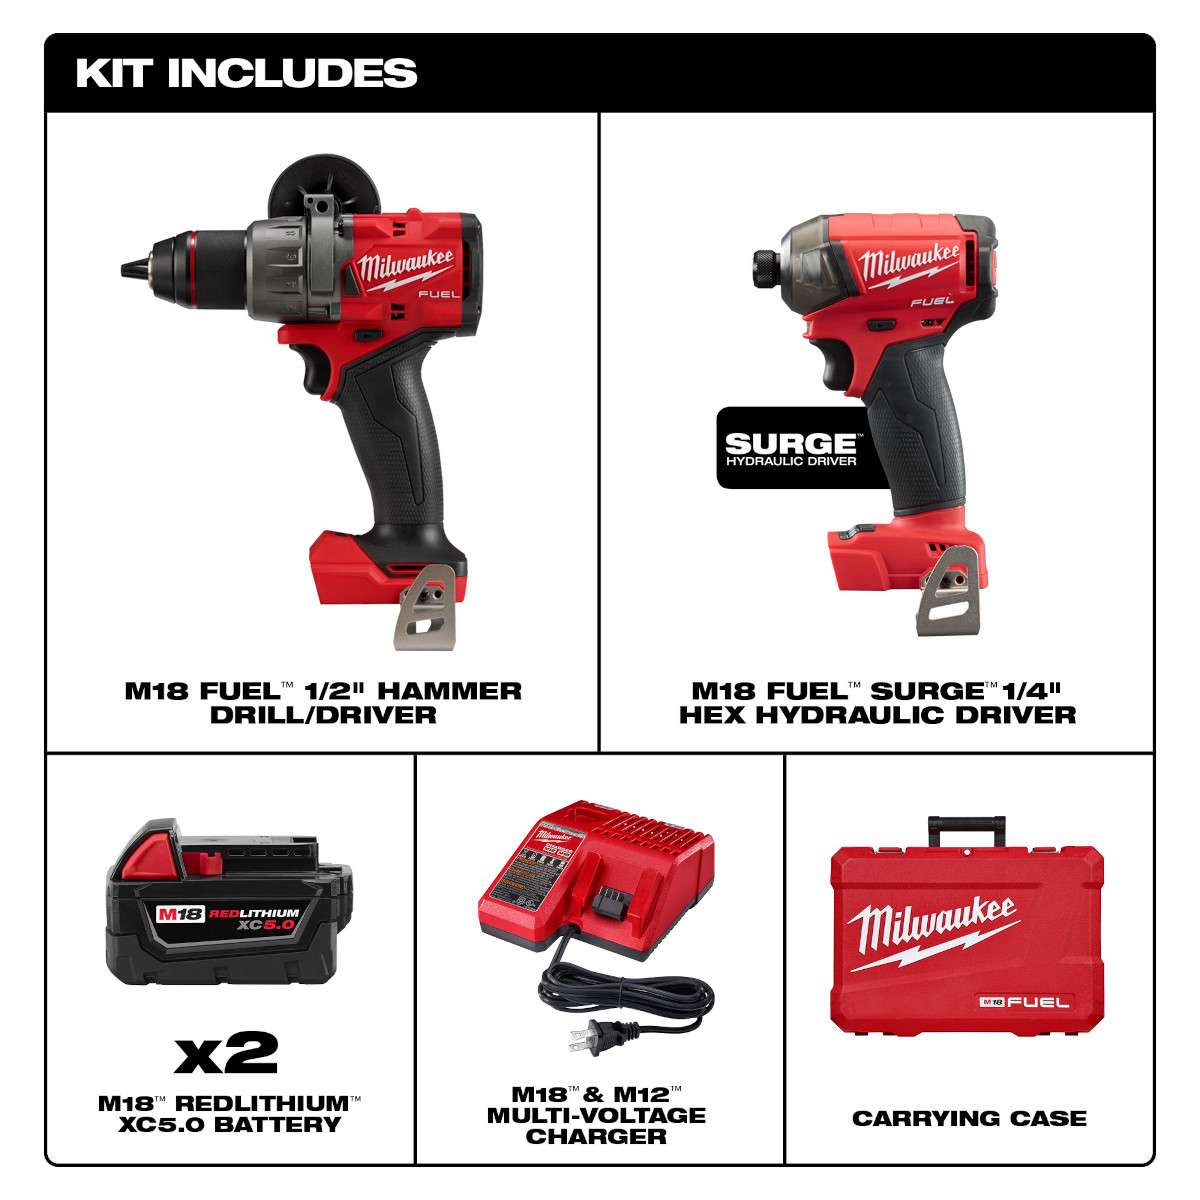 KIT INCLUDES
Milwaukee
FUEL
Milwaukee
FUEL
SURGE™
HYDRAULIC DRIVER
M18 FUEL™ 1/2" HAMMER
DRILL/DRIVER
M18 FUEL™ SURGE™ 1/4"
HEX HYDRAULIC DRIVER
M18 REDLITHIUM
XC5.0
x2
M18™ REDLITHIUM™
XC5.0 BATTERY
Milwaukee
M18™ & M12™
MULTI-VOLTAGE
CHARGER
Milwaukee
M18 FUEL
CARRYING CASE